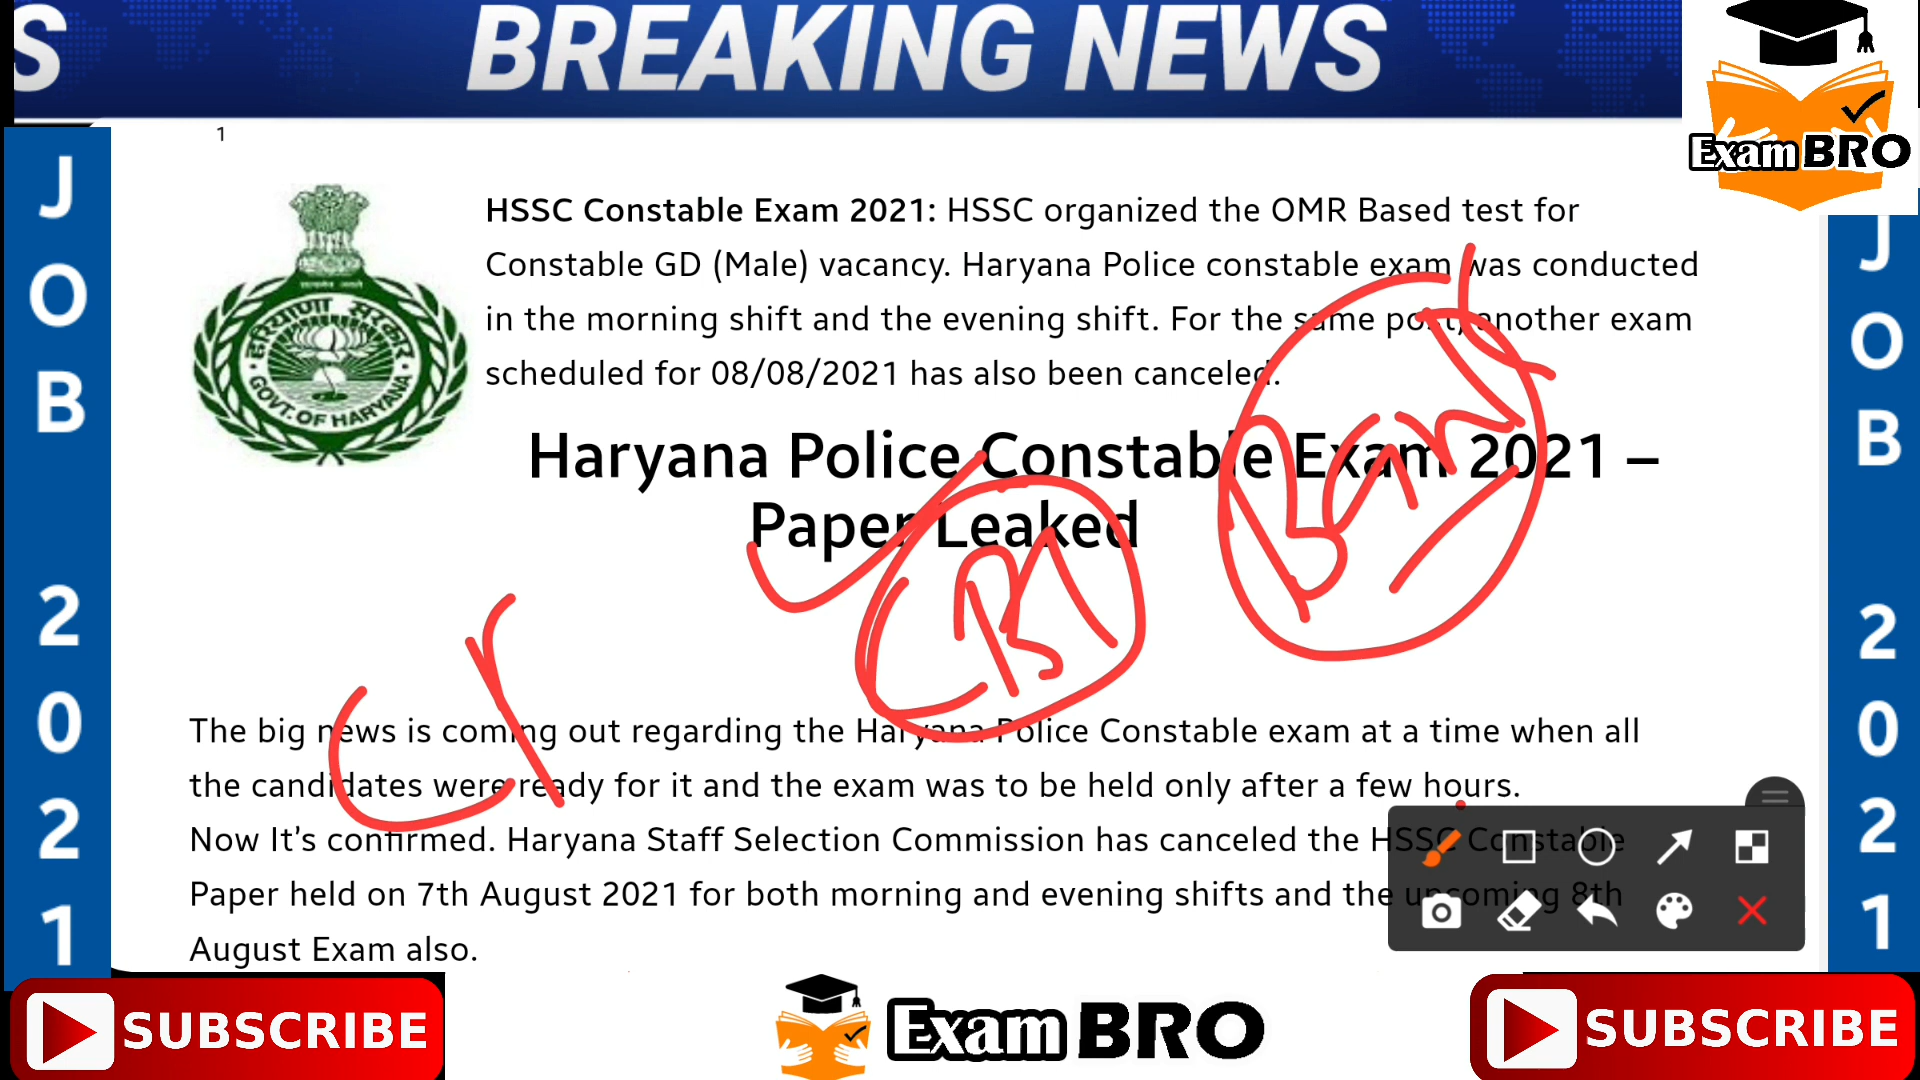 S
BREAKING NEWS
Exam BRO
1
JOB 2021
HSSC Constable Exam 2021: HSSC organized the OMR Based test for
Constable GD (Male) vacancy. Haryana Police constable exam was conducted
in the morning shift and the evening shift. For the same post, another exam
scheduled for 08/08/2021 has also been canceled.
हरियाणा सरकार
GOVT. OF HARYANA
Haryana Police Constable Exam 2021 –
Paper Leaked
Bank
The big news is coming out regarding the Haryana Police Constable exam at a time when all
the candidates were ready for it and the exam was to be held only after a few hours.
Now It's confirmed. Haryana Staff Selection Commission has canceled the HSSC Constable
Paper held on 7th August 2021 for both morning and evening shifts and the upcoming 8th
August Exam also.
JOB 2021
SUBSCRIBE
Exam BRO
SUBSCRIBE